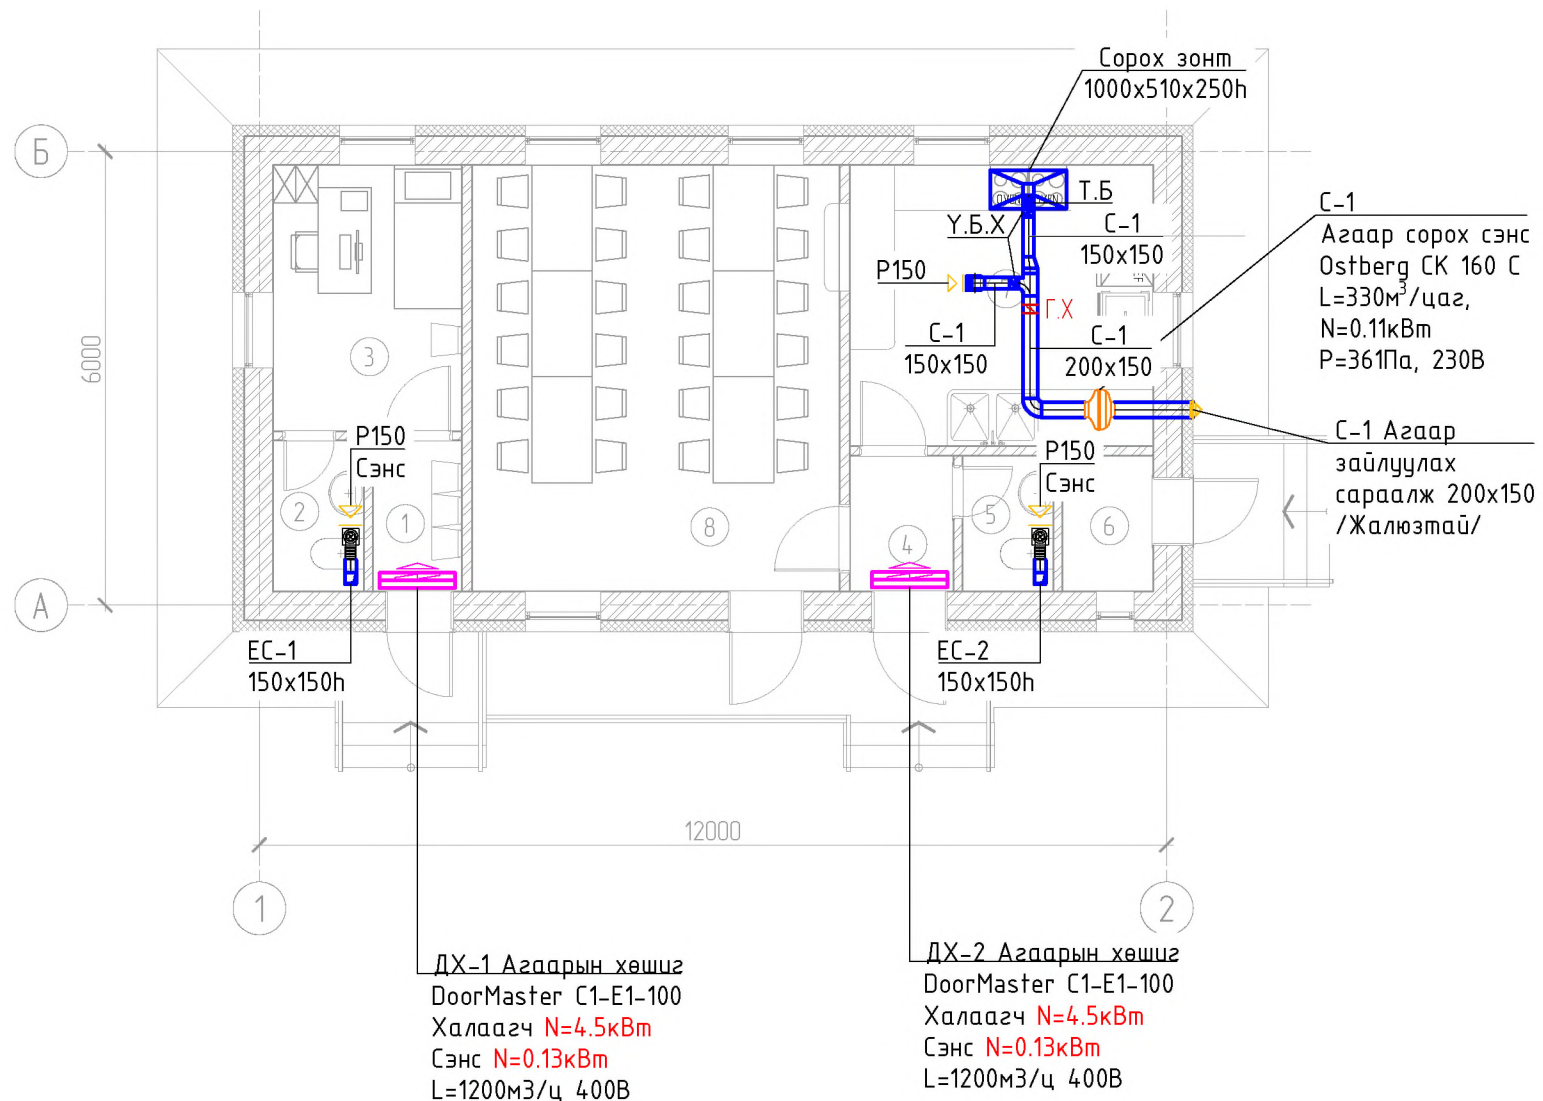 Сорох зонт
1000x510x250h
Б
Т.Б
С-1
150x150
Y.Б.Х
P150
Г.Х
С-1
150x150
С-1
200x150
С-1
Агаар сорох сэнс
Ostberg CK 160 C
L=330м³/цаг,
N=0.11кВт
P=361Па, 230В
С-1 Агаар
зайлуулах
сараалж 200x150
/Жалюзтай/
6000
3
P150
Сэнс
2
1
8
4
P150
Сэнс
5
6
А
ЕС-1
150x150h
ЕС-2
150x150h
12000
1
2
ДХ-1 Агаарын хөшиг
DoorMaster C1-E1-100
Халаагч N=4.5кВт
Сэнс N=0.13кВт
L=1200м3/ц 400В
ДХ-2 Агаарын хөшиг
DoorMaster C1-E1-100
Халаагч N=4.5кВт
Сэнс N=0.13кВт
L=1200м3/ц 400В